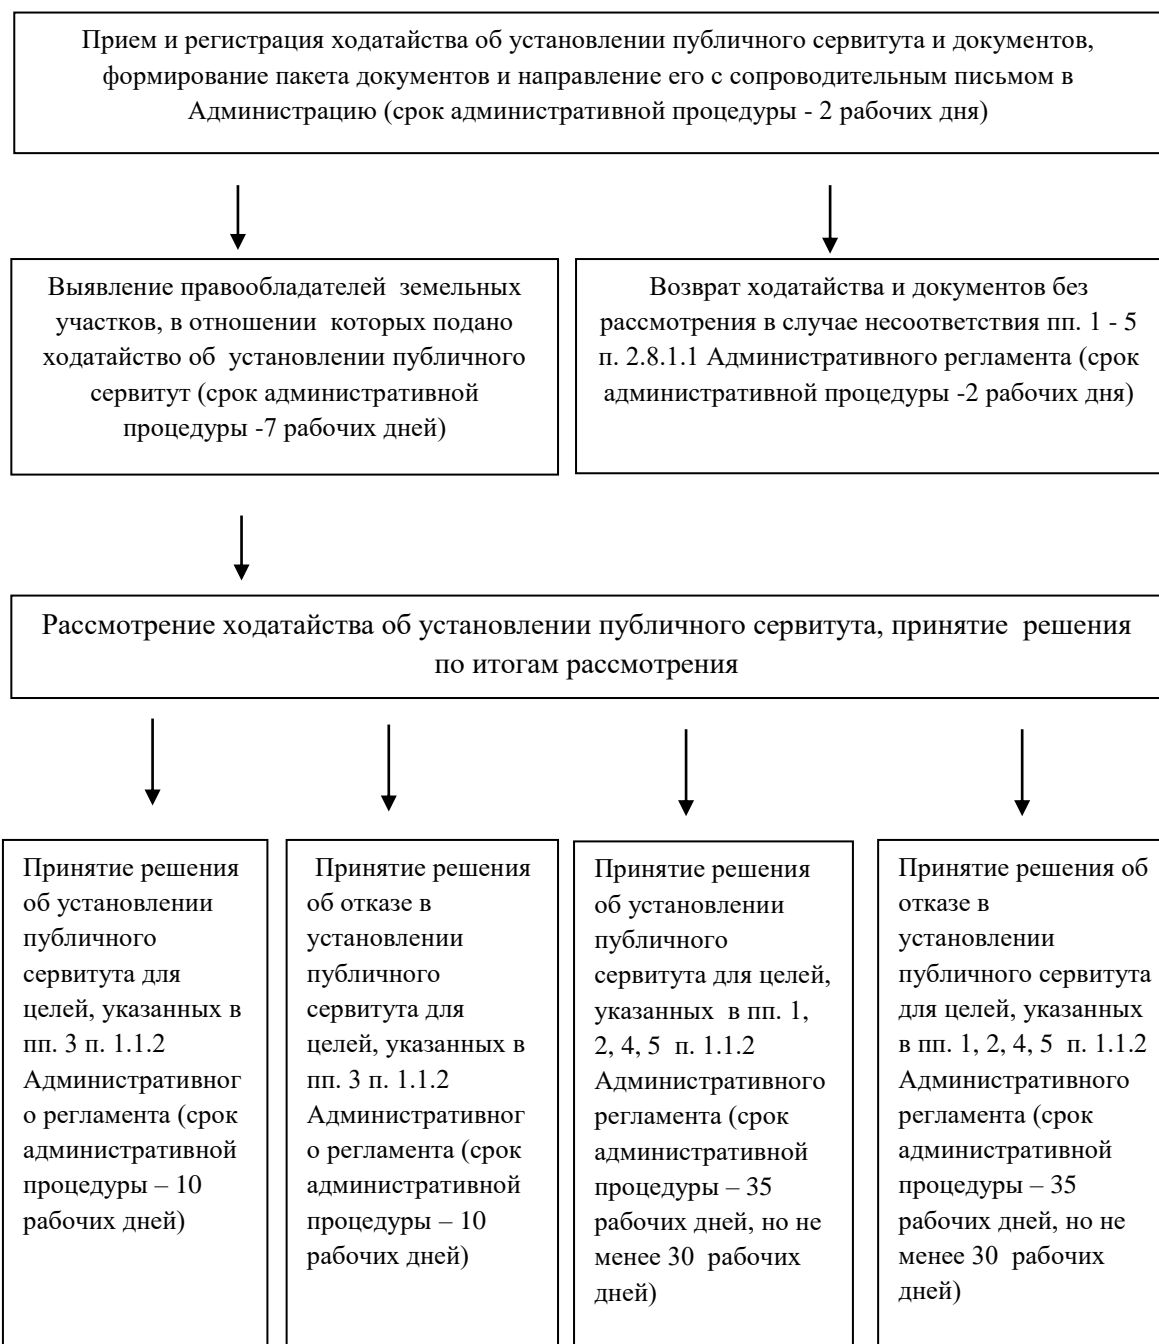 Прием и регистрация ходатайства об установлении публичного сервитута и документов,
формирование пакета документов и направление его с сопроводительным письмом в
Администрацию (срок административной процедуры - 2 рабочих дня)
Выявление правообладателей земельных
участков, в отношении которых подано
ходатайство об установлении публичного
сервитут (срок административной
процедуры -7 рабочих дней)
Возврат ходатайства и документов без
рассмотрения в случае несоответствия пп. 1 - 5
п. 2.8.1.1 Административного регламента (срок
административной процедуры -2 рабочих дня)
Рассмотрение ходатайства об установлении публичного сервитута, принятие решения
по итогам рассмотрения
Принятие решения
об установлении
публичного
сервитута для
целей, указанных в
пп. 3 п. 1.1.2
Административног
о регламента (срок
административной
процедуры – 10
рабочих дней)
Принятие решения
об отказе в
установлении
публичного
сервитута для
целей, указанных в
пп. 3 п. 1.1.2
Административног
о регламента (срок
административной
процедуры – 10
рабочих дней)
Принятие решения
об установлении
публичного
сервитута для целей,
указанных в пп. 1,
2, 4, 5 п. 1.1.2
Административного
регламента (срок
административной
процедуры – 35
рабочих дней, но не
менее 30 рабочих
дней)
Принятие решения об
отказе в
установлении
публичного сервитута
для целей, указанных
в пп. 1, 2, 4, 5 п. 1.1.2
Административного
регламента (срок
административной
процедуры – 35
рабочих дней, но не
менее 30 рабочих
дней)